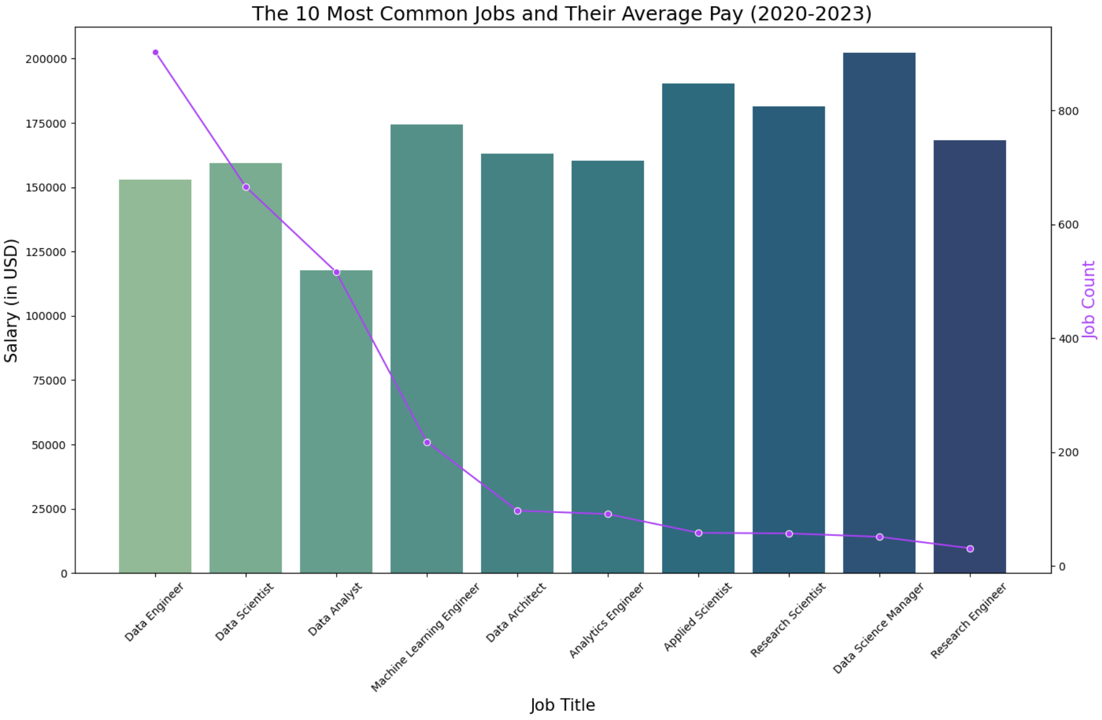 The 10 Most Common Jobs and Their Average Pay (2020-2023)
Salary (in USD)
200000
175000
150000
125000
100000
75000
50000
25000
0
Job Count
800
600
400
200
0
Data Engineer
Data Scientist
Data Analyst
Machine Learning Engineer
Data Architect
Analytics Engineer
Applied Scientist
Research Scientist
Data Science Manager
Research Engineer
Job Title